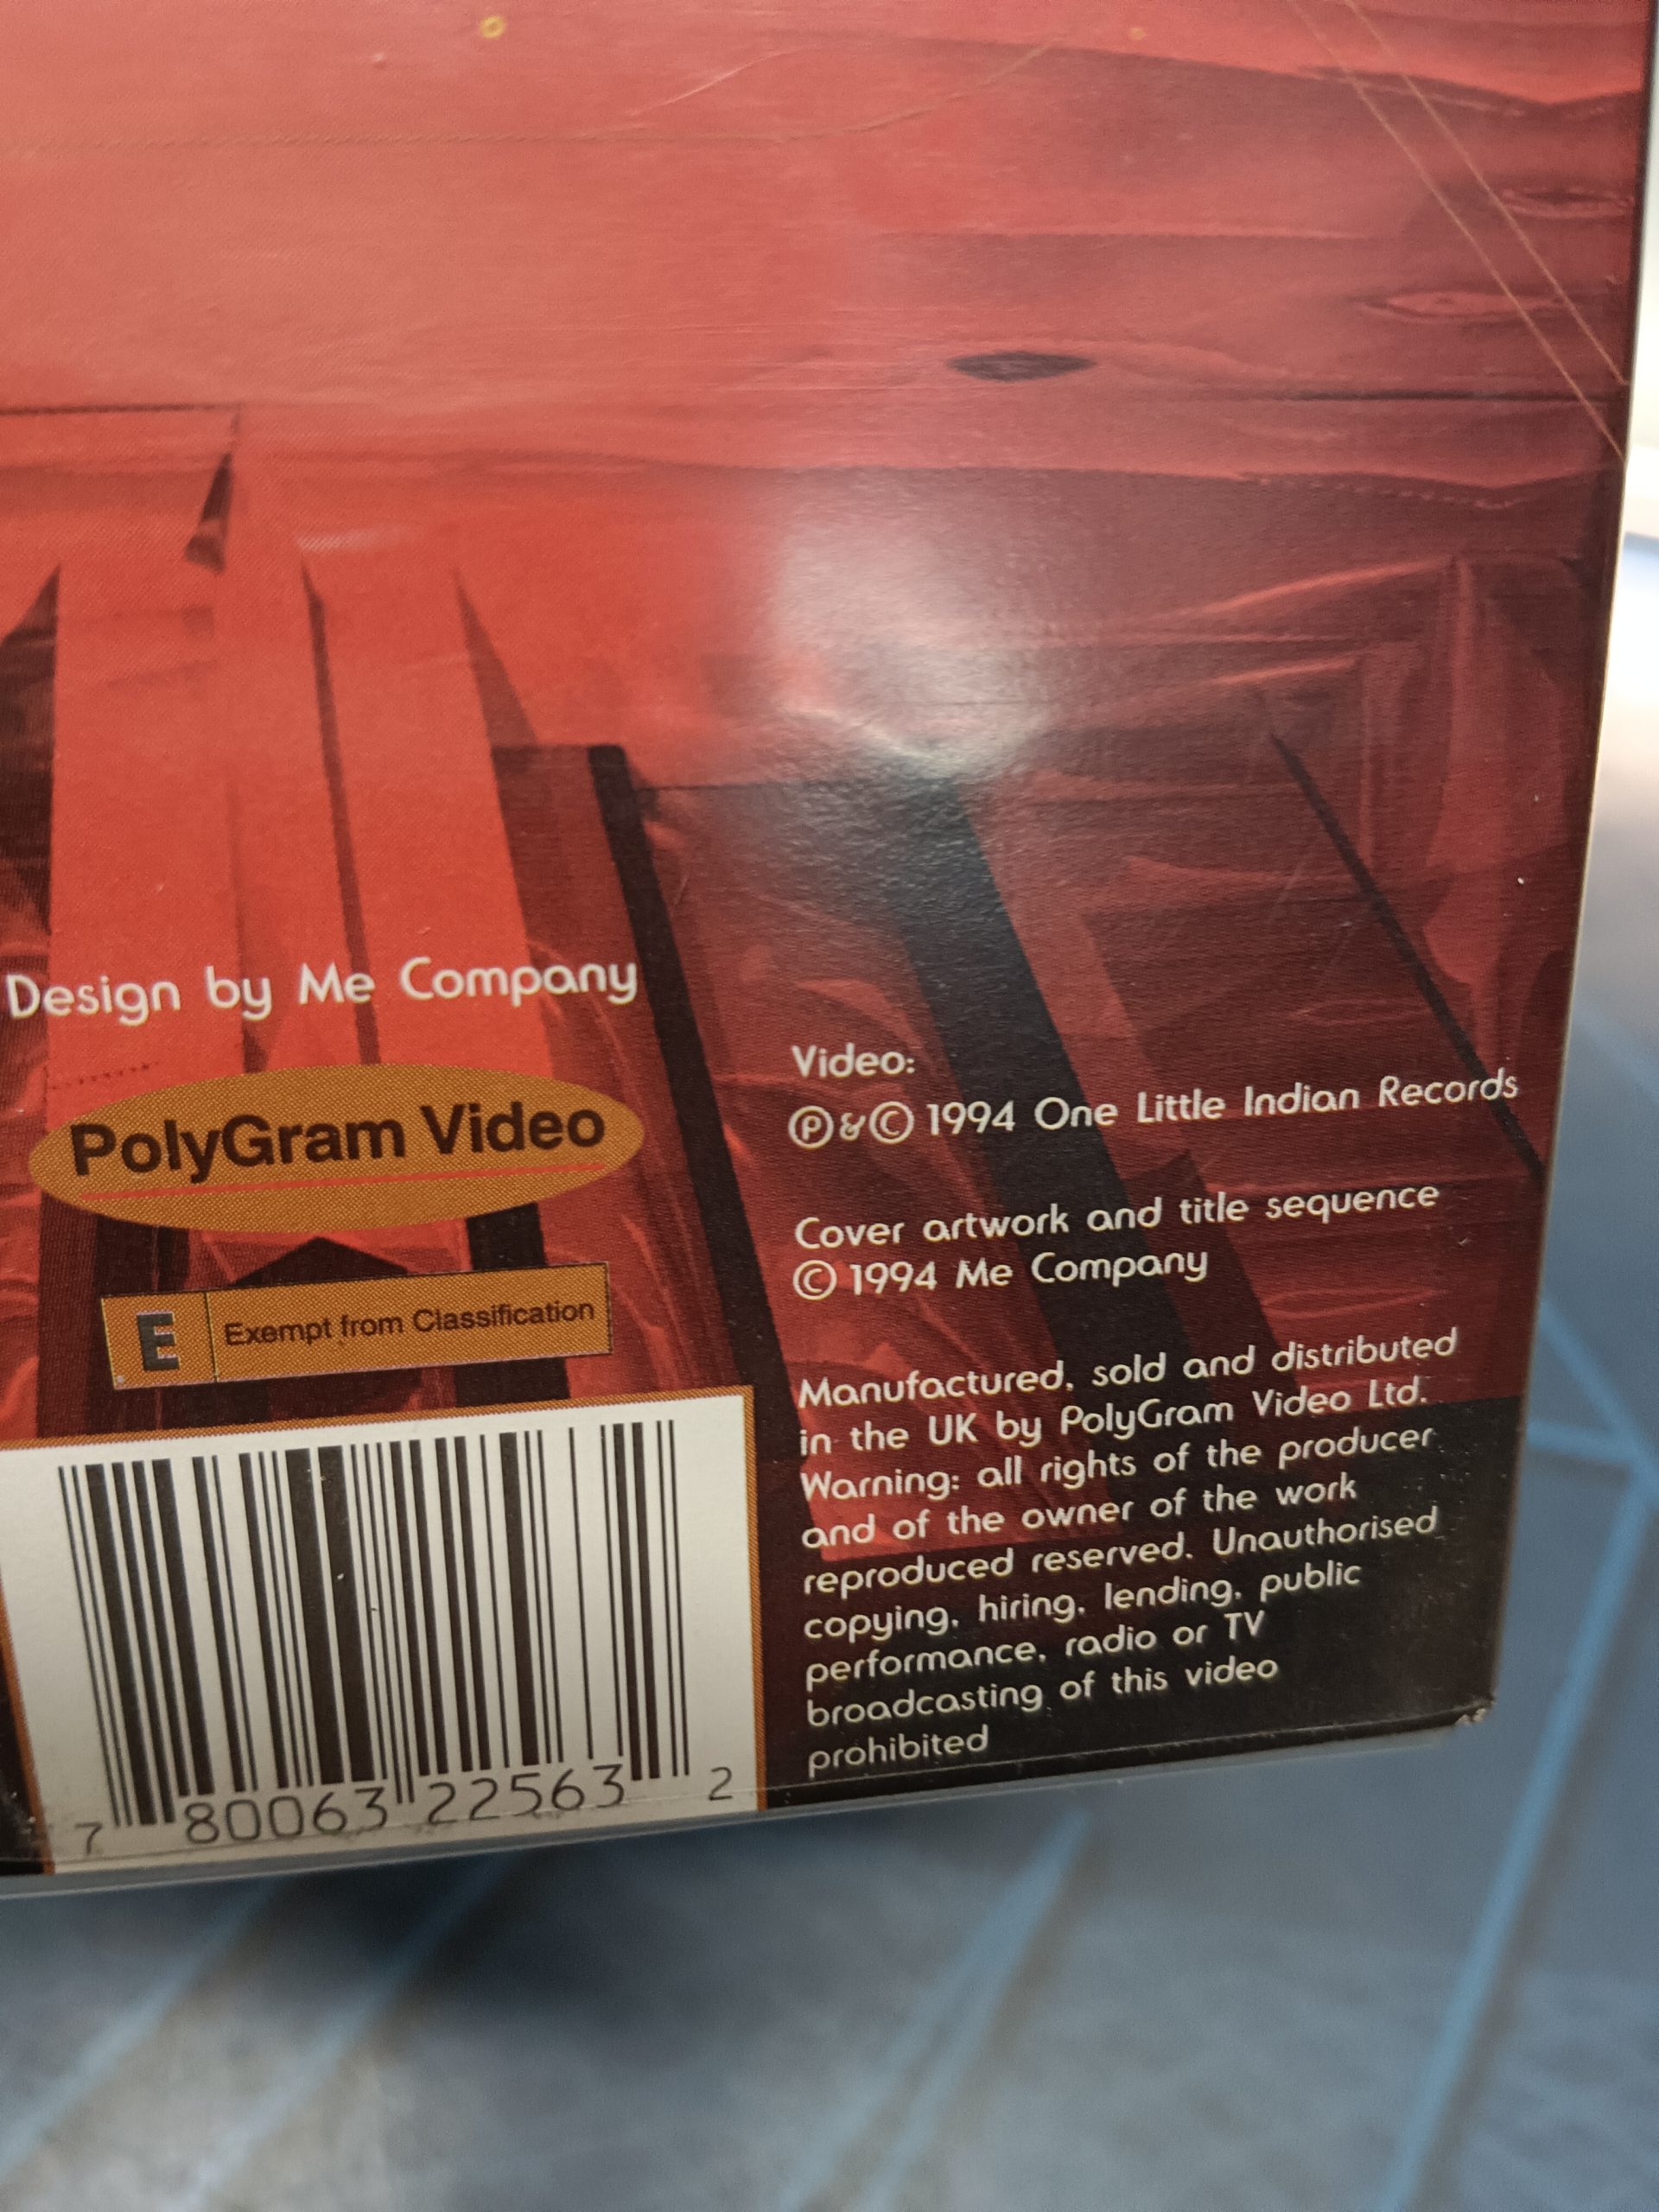 Design by Me Company
PolyGram Video
E Exempt from Classification
7 80063 22563 2
Video:
Ⓟ&© 1994 One Little Indian Records
Cover artwork and title sequence
© 1994 Me Company
Manufactured, sold and distributed
in the UK by PolyGram Video Ltd.
Warning: all rights of the producer
and of the owner of the work
reproduced reserved. Unauthorised
copying, hiring, lending, public
performance, radio or TV
broadcasting of this video
prohibited